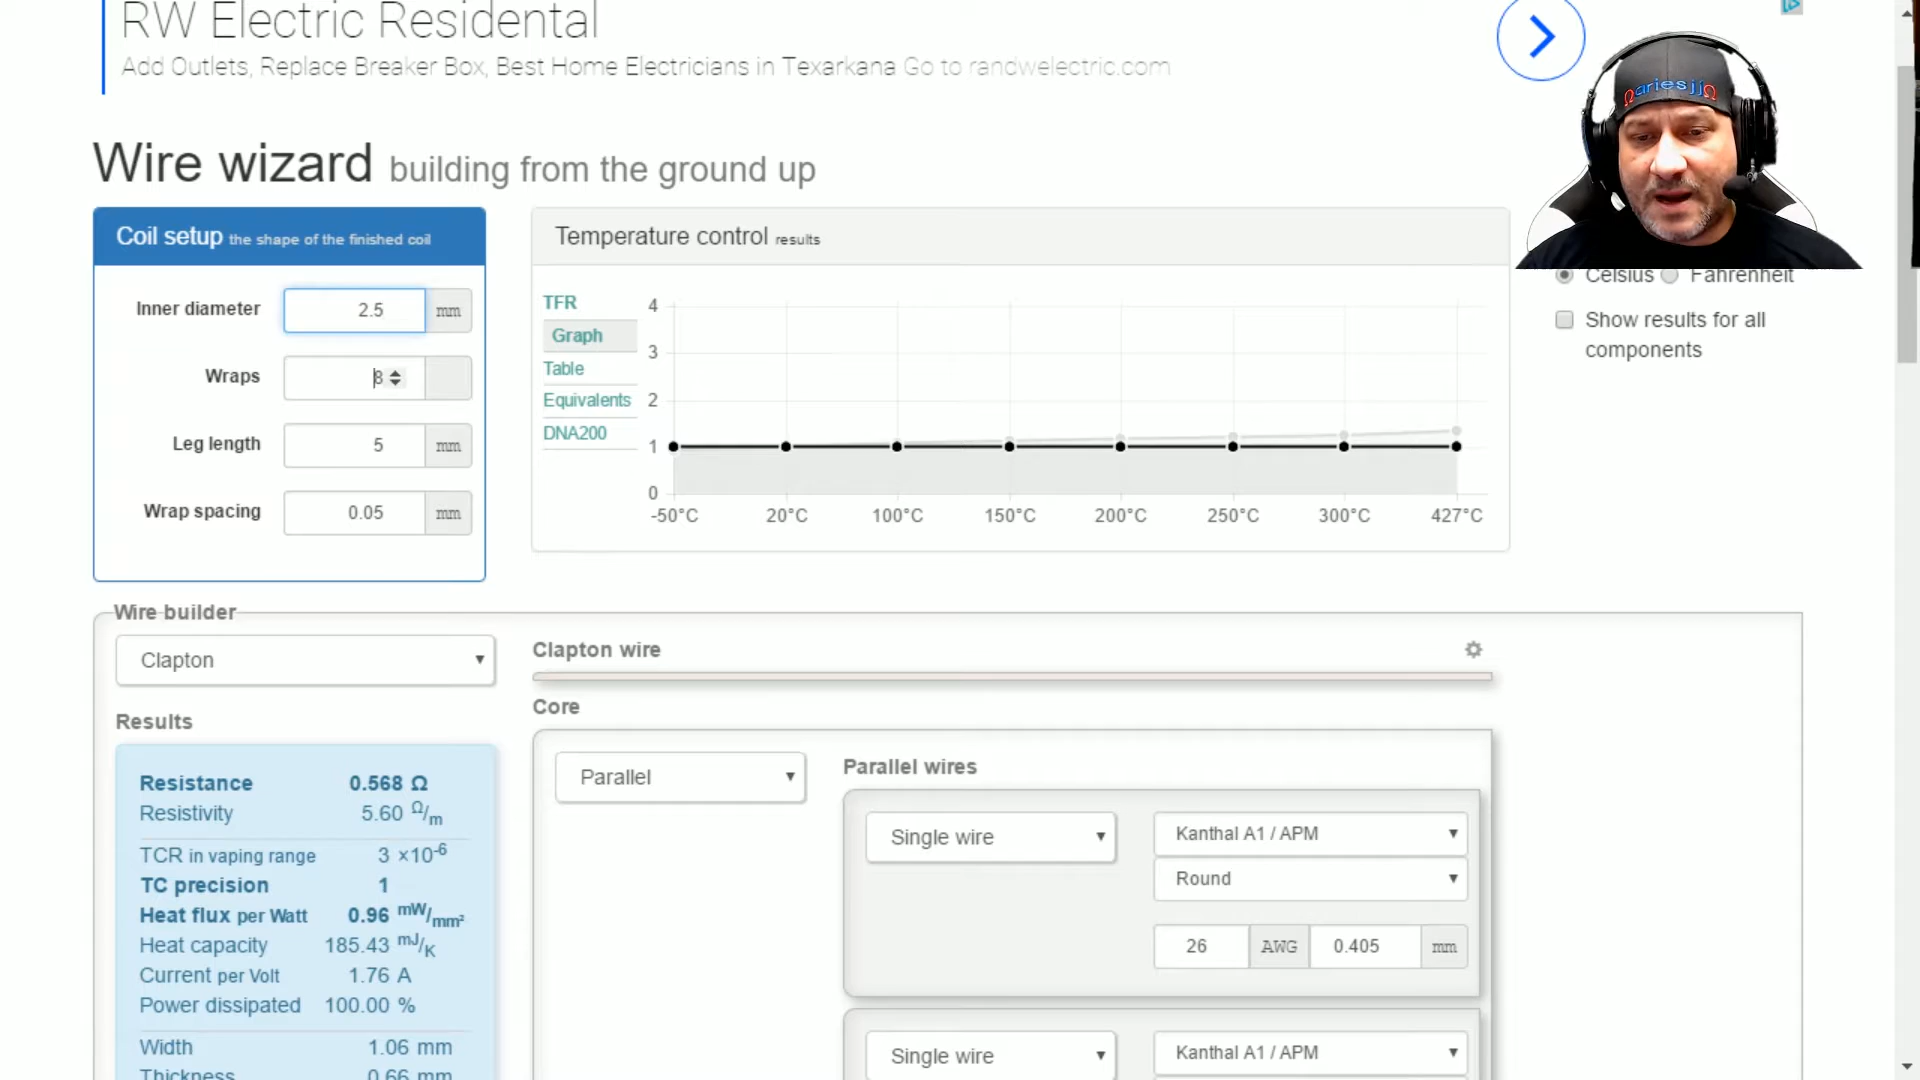 RW Electric Residental
Add Outlets, Replace Breaker Box, Best Home Electricians in Texarkana Go to randwelectric.com
ΩariesjjΩ
Wire wizard building from the ground up
Coil setup the shape of the finished coil
Inner diameter 2.5 mm
Wraps 8
Leg length 5 mm
Wrap spacing 0.05 mm
Temperature control results
TFR
Graph
Table
Equivalents
DNA200
4
3
2
1
0
-50°C 20°C 100°C 150°C 200°C 250°C 300°C 427°C
Celsius Fahrenheit
Show results for all
components
Wire builder
Clapton
Clapton wire
Results
Resistance 0.568 Ω
Resistivity 5.60 Ω/m
TCR in vaping range 3 ×10-6
TC precision 1
Heat flux per Watt 0.96 mW/mm²
Heat capacity 185.43 mJ/K
Current per Volt 1.76 A
Power dissipated 100.00 %
Width 1.06 mm
Thickness 0.66 mm
Core
Parallel
Parallel wires
Single wire
Kanthal A1 / APM
Round
26 AWG 0.405 mm
Single wire
Kanthal A1 / APM